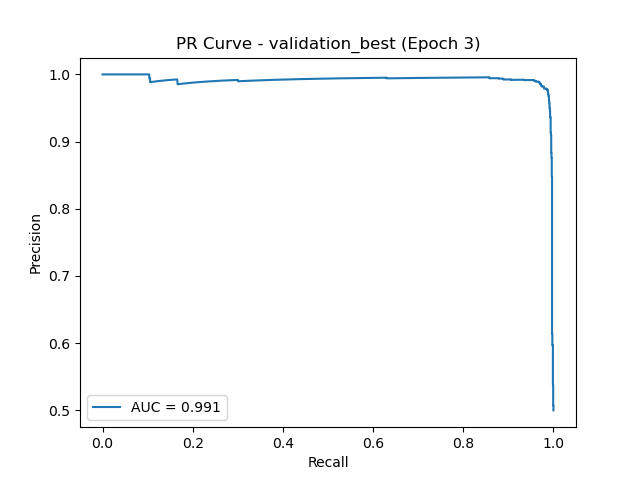 PR Curve - validation_best (Epoch 3)
1.0
0.9
0.8
0.7
0.6
0.5
Precision
AUC = 0.991
0.0 0.2 0.4 0.6 0.8 1.0
Recall